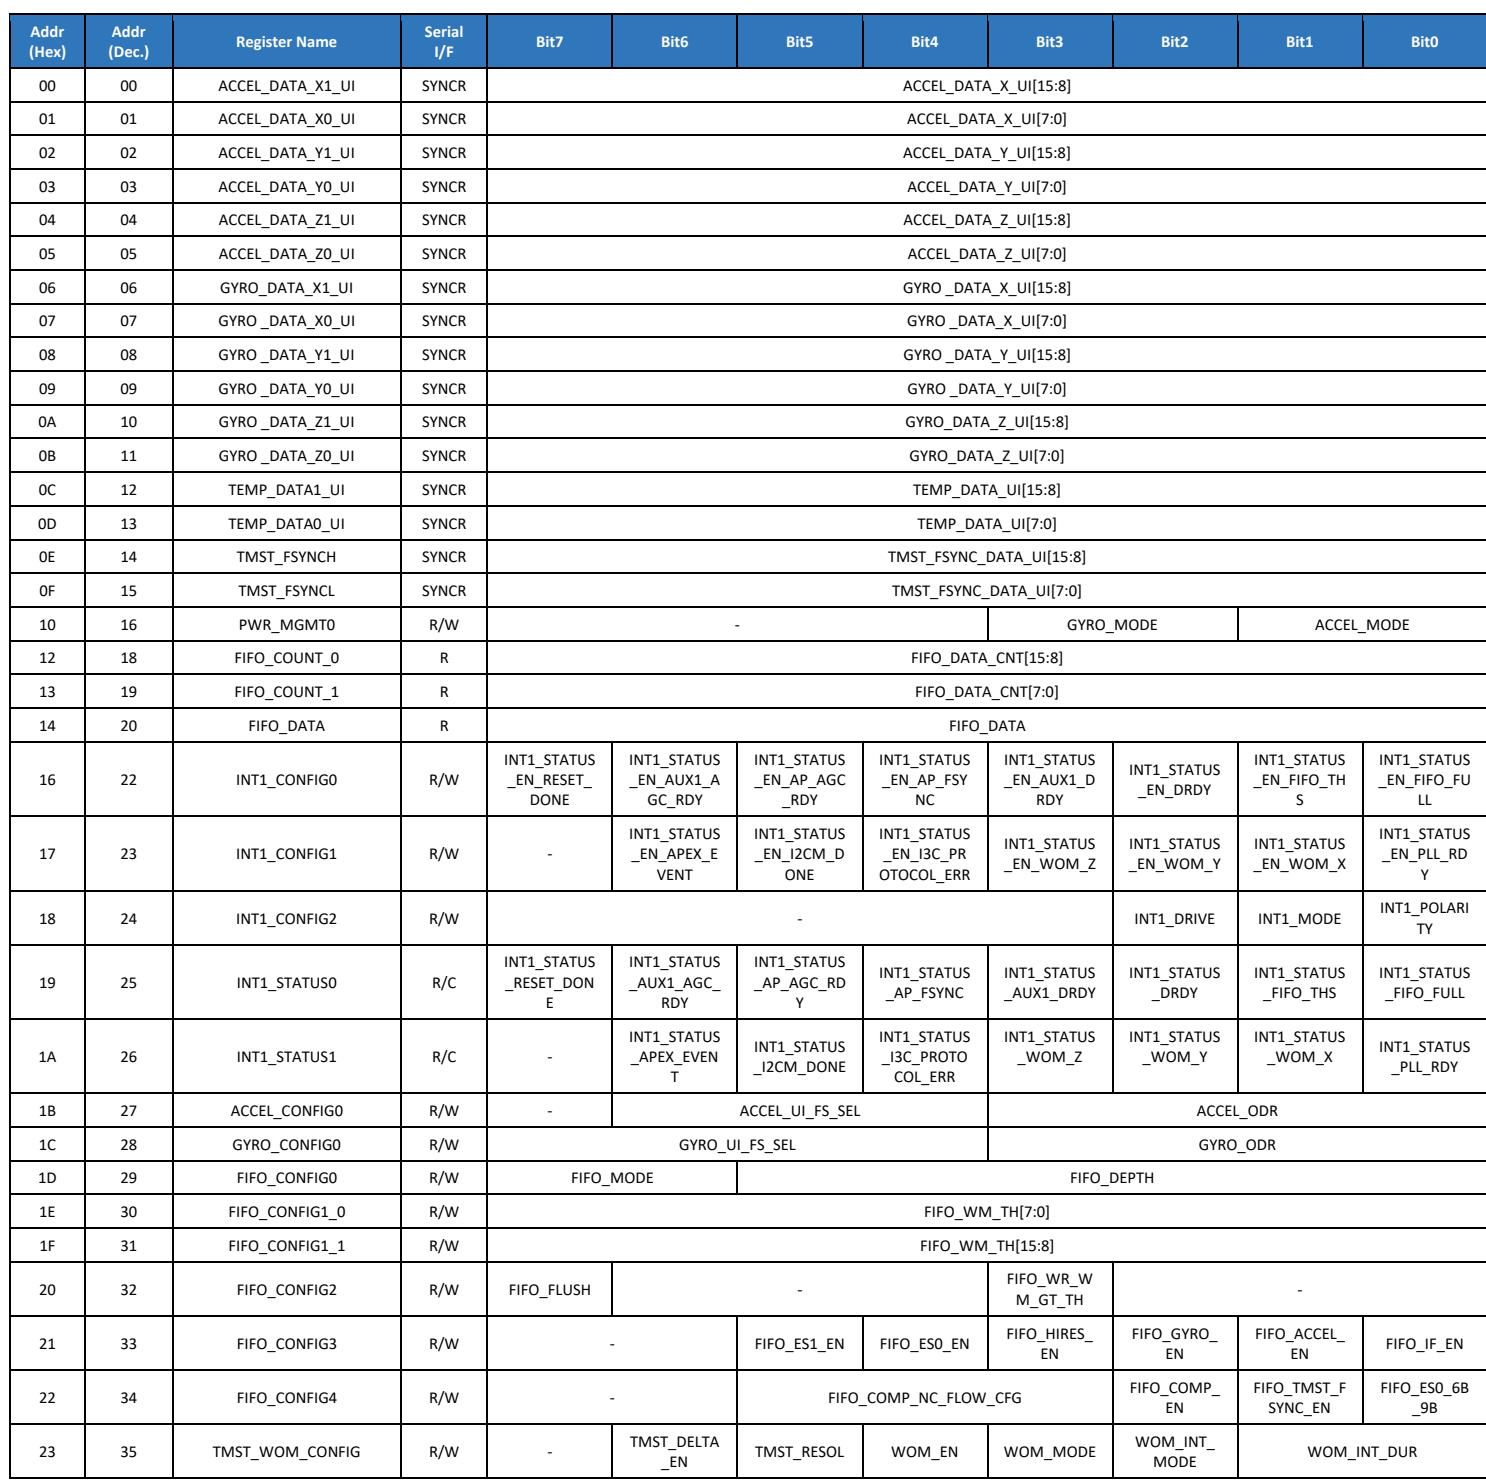 Addr (Hex) Addr (Dec.) Register Name Serial I/F Bit7 Bit6 Bit5 Bit4 Bit3 Bit2 Bit1 Bit0
00 00 ACCEL_DATA_X1_UI SYNCR ACCEL_DATA_X_UI[15:8]
01 01 ACCEL_DATA_X0_UI SYNCR ACCEL_DATA_X_UI[7:0]
02 02 ACCEL_DATA_Y1_UI SYNCR ACCEL_DATA_Y_UI[15:8]
03 03 ACCEL_DATA_Y0_UI SYNCR ACCEL_DATA_Y_UI[7:0]
04 04 ACCEL_DATA_Z1_UI SYNCR ACCEL_DATA_Z_UI[15:8]
05 05 ACCEL_DATA_Z0_UI SYNCR ACCEL_DATA_Z_UI[7:0]
06 06 GYRO_DATA_X1_UI SYNCR GYRO _DATA_X_UI[15:8]
07 07 GYRO _DATA_X0_UI SYNCR GYRO _DATA_X_UI[7:0]
08 08 GYRO _DATA_Y1_UI SYNCR GYRO _DATA_Y_UI[15:8]
09 09 GYRO _DATA_Y0_UI SYNCR GYRO _DATA_Y_UI[7:0]
0A 10 GYRO _DATA_Z1_UI SYNCR GYRO_DATA_Z_UI[15:8]
0B 11 GYRO _DATA_Z0_UI SYNCR GYRO_DATA_Z_UI[7:0]
0C 12 TEMP_DATA1_UI SYNCR TEMP_DATA_UI[15:8]
0D 13 TEMP_DATA0_UI SYNCR TEMP_DATA_UI[7:0]
0E 14 TMST_FSYNCH SYNCR TMST_FSYNC_DATA_UI[15:8]
0F 15 TMST_FSYNCL SYNCR TMST_FSYNC_DATA_UI[7:0]
10 16 PWR_MGMT0 R/W - GYRO_MODE ACCEL_MODE
12 18 FIFO_COUNT_0 R FIFO_DATA_CNT[15:8]
13 19 FIFO_COUNT_1 R FIFO_DATA_CNT[7:0]
14 20 FIFO_DATA R FIFO_DATA
16 22 INT1_CONFIG0 R/W INT1_STATUS_EN_RESET_DONE INT1_STATUS_EN_AUX1_AGC_RDY INT1_STATUS_EN_AP_AGC_RDY INT1_STATUS_EN_AP_FSYNC INT1_STATUS_EN_AUX1_DRDY INT1_STATUS_EN_DRDY INT1_STATUS_EN_FIFO_THS INT1_STATUS_EN_FIFO_FULL
17 23 INT1_CONFIG1 R/W - INT1_STATUS_EN_APEX_EVENT INT1_STATUS_EN_I2CM_DONE INT1_STATUS_EN_I3C_PROTOCOL_ERR INT1_STATUS_EN_WOM_Z INT1_STATUS_EN_WOM_Y INT1_STATUS_EN_WOM_X INT1_STATUS_EN_PLL_RDY
18 24 INT1_CONFIG2 R/W - INT1_DRIVE INT1_MODE INT1_POLARITY
19 25 INT1_STATUS0 R/C INT1_STATUS_RESET_DONE INT1_STATUS_AUX1_AGC_RDY INT1_STATUS_AP_AGC_RDY INT1_STATUS_AP_FSYNC INT1_STATUS_AUX1_DRDY INT1_STATUS_DRDY INT1_STATUS_FIFO_THS INT1_STATUS_FIFO_FULL
1A 26 INT1_STATUS1 R/C - INT1_STATUS_APEX_EVENT INT1_STATUS_I2CM_DONE INT1_STATUS_I3C_PROTOCOL_ERR INT1_STATUS_WOM_Z INT1_STATUS_WOM_Y INT1_STATUS_WOM_X INT1_STATUS_PLL_RDY
1B 27 ACCEL_CONFIG0 R/W - ACCEL_UI_FS_SEL ACCEL_ODR
1C 28 GYRO_CONFIG0 R/W GYRO_UI_FS_SEL GYRO_ODR
1D 29 FIFO_CONFIG0 R/W FIFO_MODE FIFO_DEPTH
1E 30 FIFO_CONFIG1_0 R/W FIFO_WM_TH[7:0]
1F 31 FIFO_CONFIG1_1 R/W FIFO_WM_TH[15:8]
20 32 FIFO_CONFIG2 R/W FIFO_FLUSH - FIFO_WR_WM_GT_TH -
21 33 FIFO_CONFIG3 R/W - FIFO_ES1_EN FIFO_ES0_EN FIFO_HIRES_EN FIFO_GYRO_EN FIFO_ACCEL_EN FIFO_IF_EN
22 34 FIFO_CONFIG4 R/W - FIFO_COMP_NC_FLOW_CFG FIFO_COMP_EN FIFO_TMST_FSYNC_EN FIFO_ES0_6B_9B
23 35 TMST_WOM_CONFIG R/W - TMST_DELTA_EN TMST_RESOL WOM_EN WOM_MODE WOM_INT_MODE WOM_INT_DUR